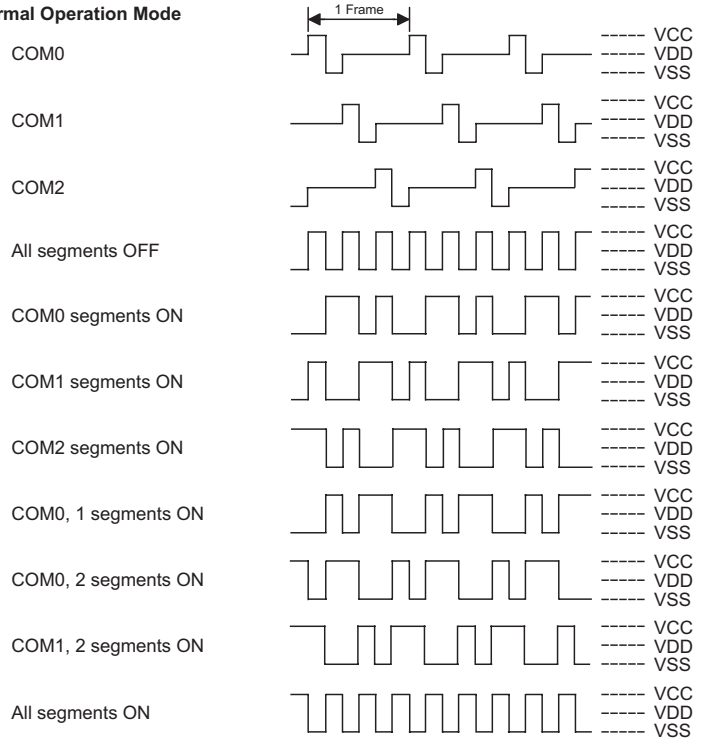 rmal Operation Mode
1 Frame
COM0
VCC
VDD
VSS
COM1
VCC
VDD
VSS
COM2
VCC
VDD
VSS
All segments OFF
VCC
VDD
VSS
COM0 segments ON
VCC
VDD
VSS
COM1 segments ON
VCC
VDD
VSS
COM2 segments ON
VCC
VDD
VSS
COM0, 1 segments ON
VCC
VDD
VSS
COM0, 2 segments ON
VCC
VDD
VSS
COM1, 2 segments ON
VCC
VDD
VSS
All segments ON
VCC
VDD
VSS